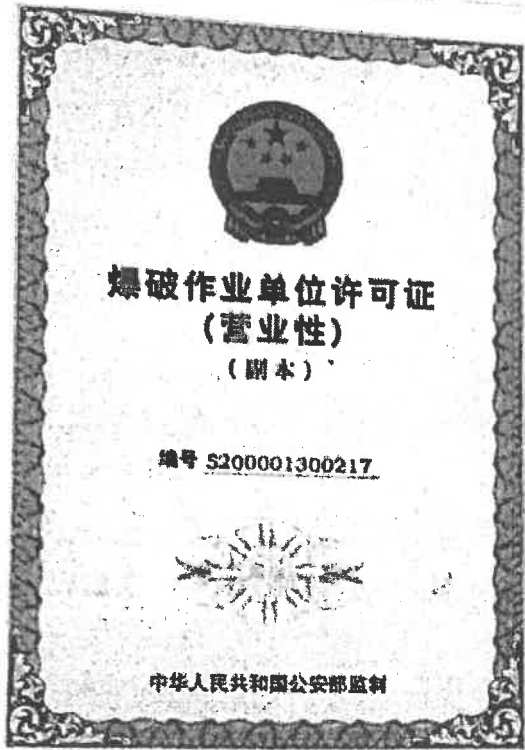 爆破作业单位许可证
（营业性）
（副本）
编号 5200001300217
中华人民共和国公安部监制